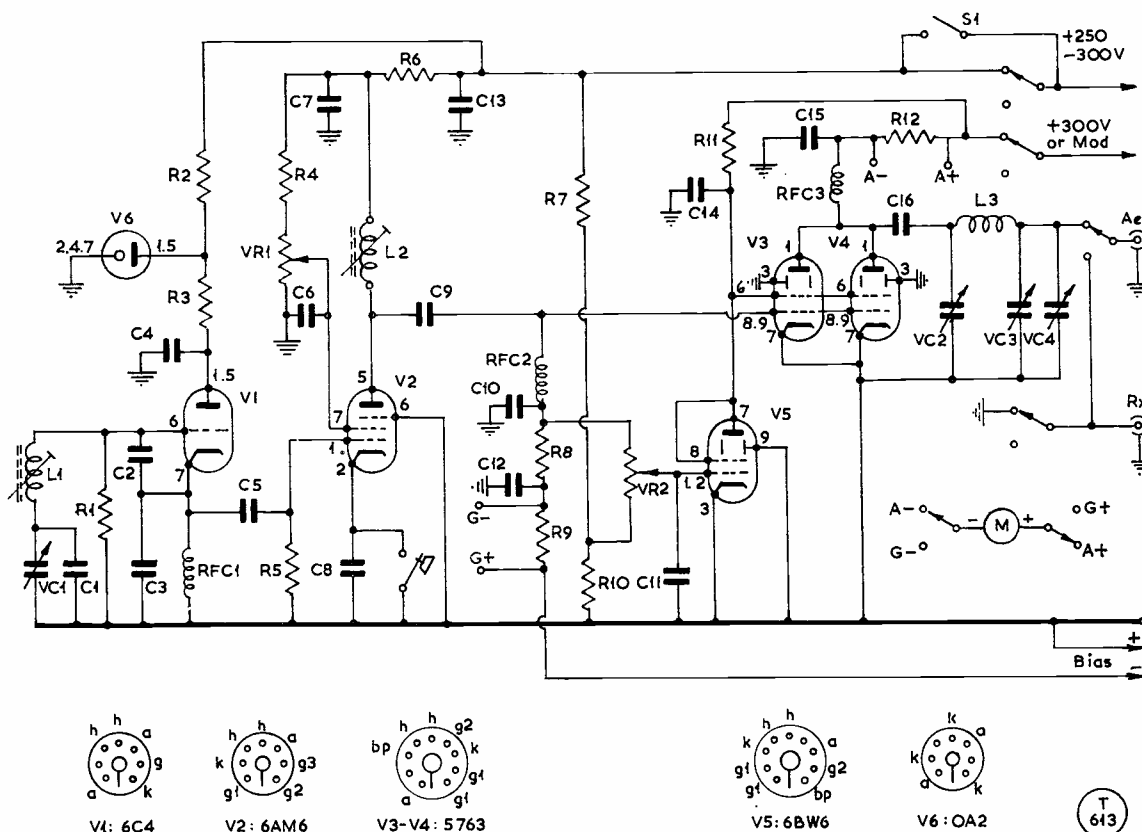 S1
+250
-300V
R6
C7
C13
C15
R12
+300V
or Mod
R11
A-
A+
R2
R4
R7
RFC3
C14
C16
L3
Ae
V6
2,4.7
1.5
VR1
L2
V3
V4
1
1
3
3
R3
C6
C9
6
6
8.9
8.9
7
7
VC2
VC3
VC4
C4
RFC2
1.5
V1
5
V2
6
C10
7
V5
Rx
6
7
1.
2
R8
8
9
C2
C12
VR2
1.2
L1
7
C5
G-
3
A-
-
M
+
G+
R1
R9
G-
A+
G+
VC1
C1
C3
RFC1
R5
C8
R10
C11
+
Bias
-
h h
a
g
k
a
V1: 6C4
h h
a
k
g3
g1
g2
V2: 6AM6
h h
g2
bp
k
g1
a
g1
V3-V4: 5763
h h
k
a
g1
g2
g1
bp
V5: 6BW6
k
a
k
a
k
V6: OA2
T
613